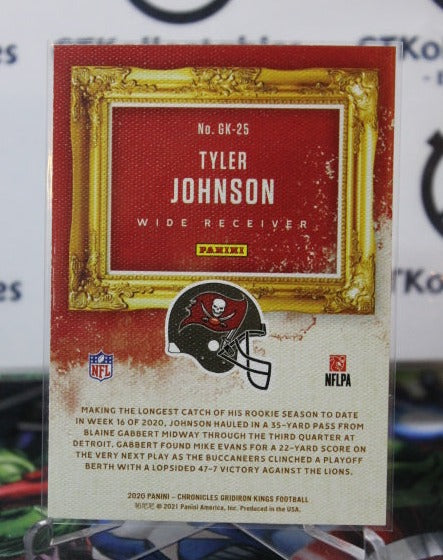 GTKollectables
GTKollec
No. GK-25
TYLER
JOHNSON
WIDE RECEIVER
PANINI
NFL
NFLPA
MAKING THE LONGEST CATCH OF HIS ROOKIE SEASON TO DATE
IN WEEK 16 OF 2020, JOHNSON HAULED IN A 35-YARD PASS FROM
BLAINE GABBERT MIDWAY THROUGH THE THIRD QUARTER AT
DETROIT. GABBERT FOUND MIKE EVANS FOR A 22-YARD SCORE ON
THE VERY NEXT PLAY AS THE BUCCANEERS CLINCHED A PLAYOFF
BERTH WITH A LOPSIDED 47-7 VICTORY AGAINST THE LIONS.
2020 PANINI – CHRONICLES GRIDIRON KINGS FOOTBALL
© 2021 Panini America, Inc. Produced in the USA.